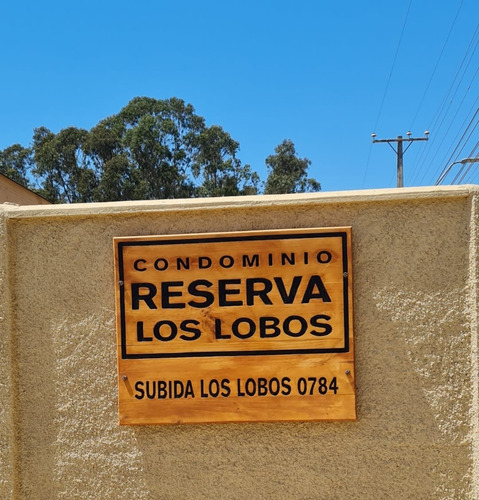 CONDOMINIO
RESERVA
LOS LOBOS
SUBIDA LOS LOBOS 0784